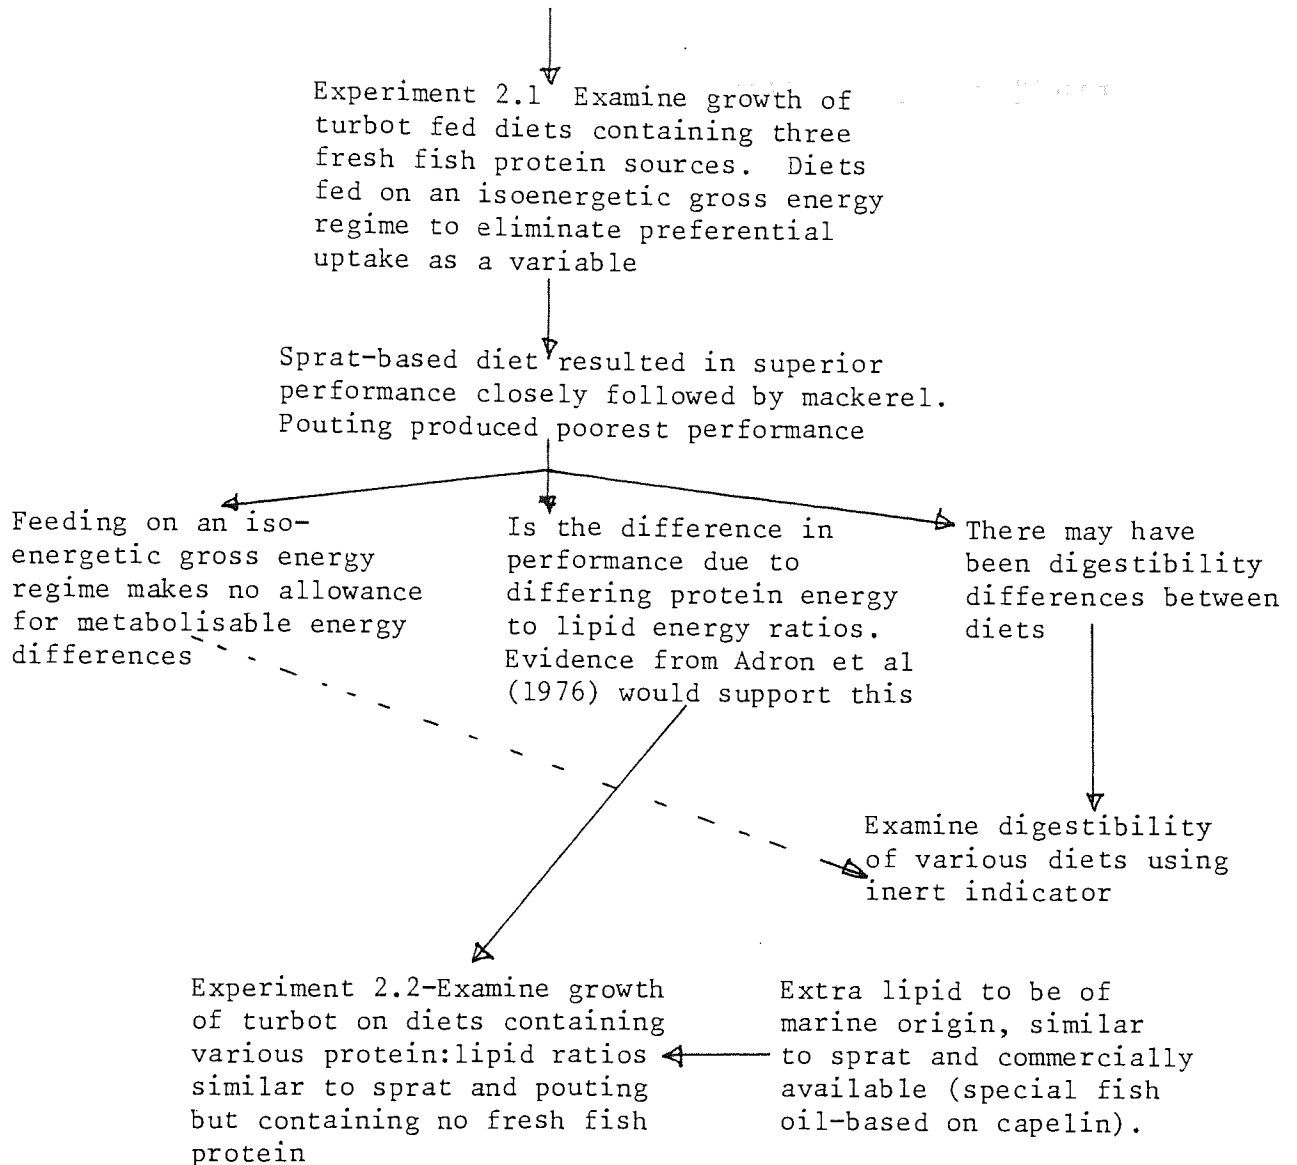 Experiment 2.1 Examine growth of
turbot fed diets containing three
fresh fish protein sources. Diets
fed on an isoenergetic gross energy
regime to eliminate preferential
uptake as a variable
Sprat-based diet resulted in superior
performance closely followed by mackerel.
Pouting produced poorest performance
Feeding on an iso-
energetic gross energy
regime makes no allowance
for metabolisable energy
differences
Is the difference in
performance due to
differing protein energy
to lipid energy ratios.
Evidence from Adron et al
(1976) would support this
There may have
been digestibility
differences between
diets
Examine digestibility
of various diets using
inert indicator
Experiment 2.2-Examine growth
of turbot on diets containing
various protein:lipid ratios
similar to sprat and pouting
but containing no fresh fish
protein
Extra lipid to be of
marine origin, similar
to sprat and commercially
available (special fish
oil-based on capelin).